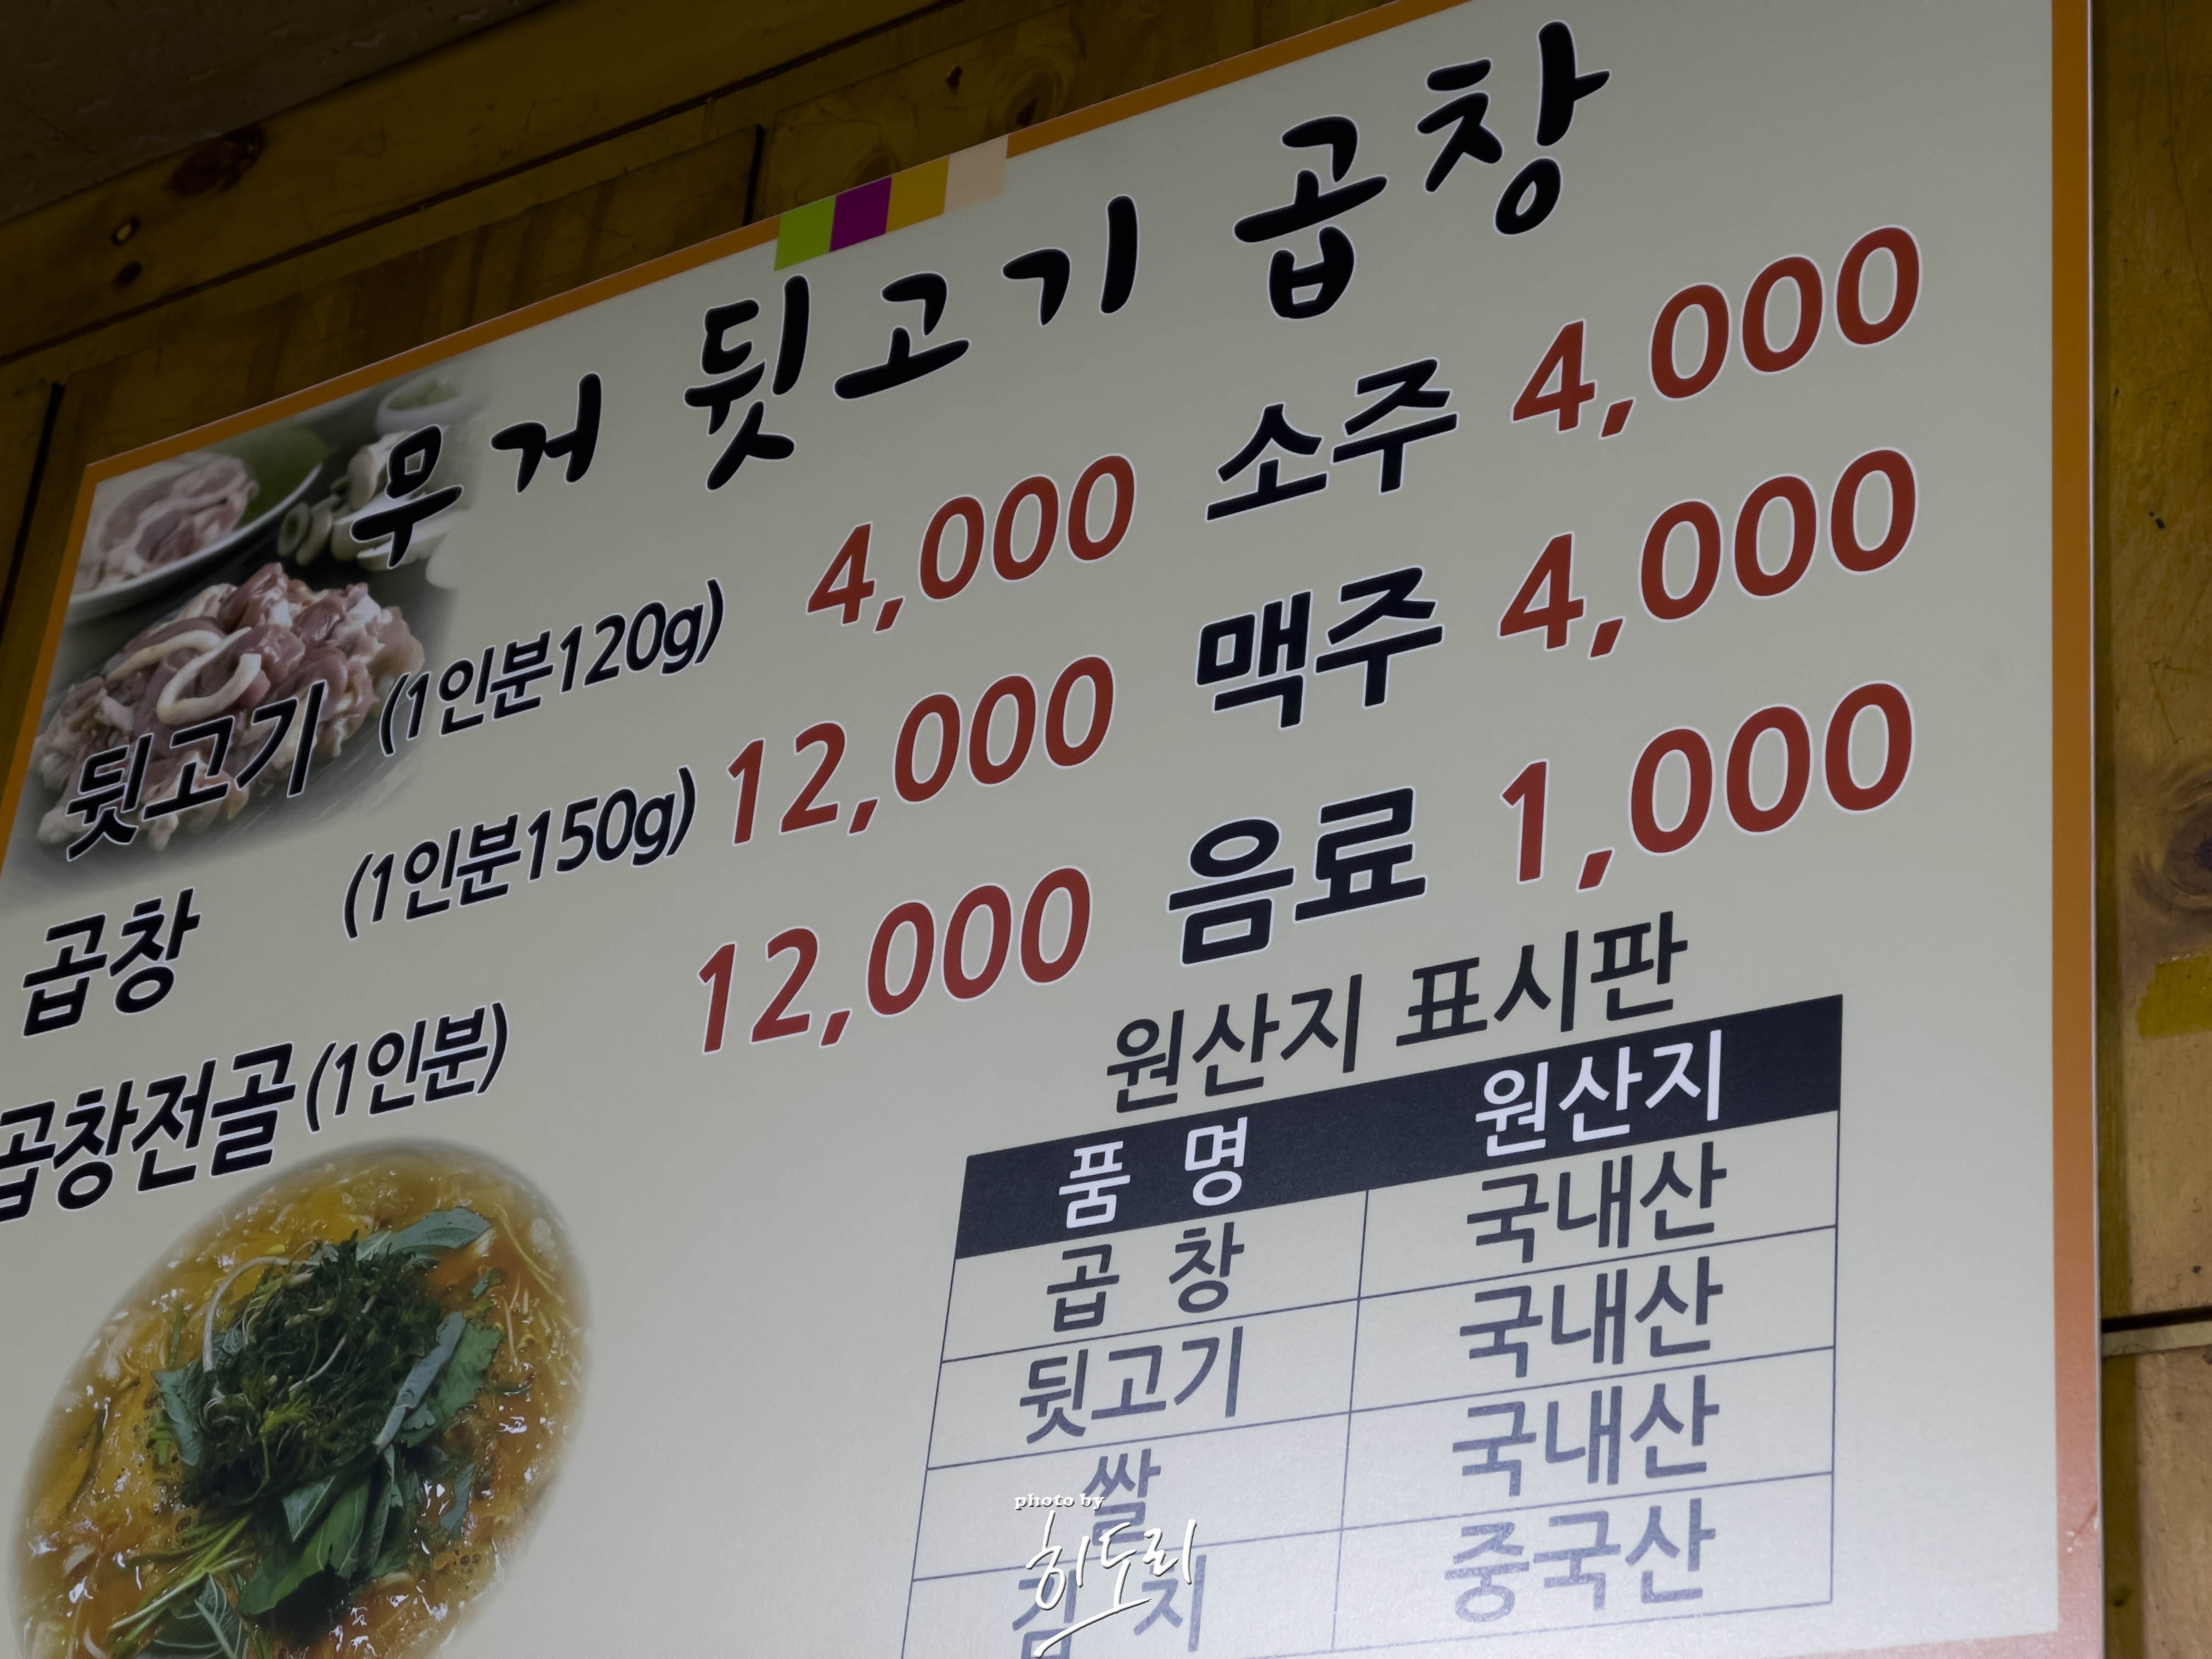 무거 뒷고기 곱창
뒷고기 (1인분120g) 4,000
곱창 (1인분150g) 12,000
곱창전골(1인분) 12,000
소주 4,000
맥주 4,000
음료 1,000
원산지 표시판
품 명 원산지
곱 창 국내산
뒷고기 국내산
쌀 국내산
김 치 중국산
photo by
히도리